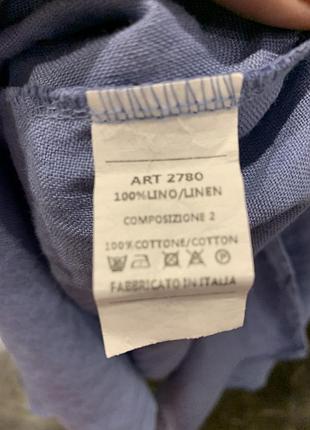 ART 2780
100%LINO/LINEN
COMPOSIZIONE 2
100%COTTONE/COTTON
FABBRICATO IN ITALIA